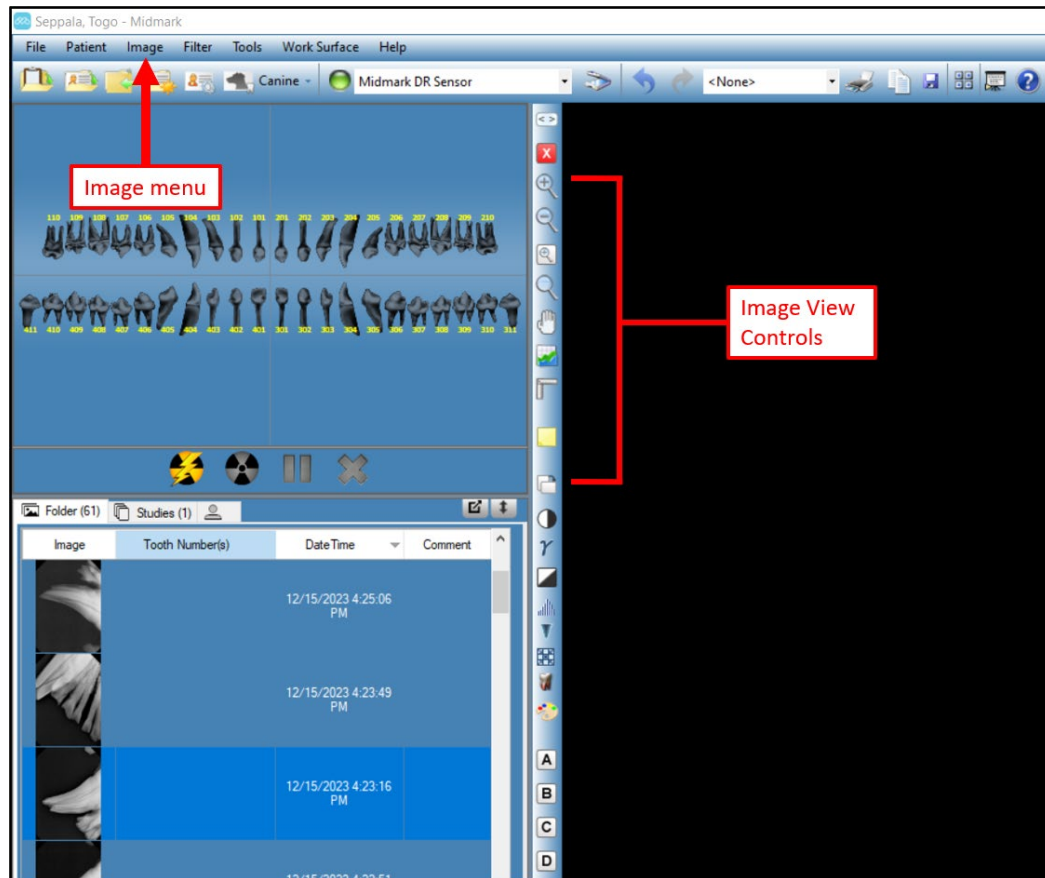 Seppala, Togo - Midmark
File Patient Image Filter Tools Work Surface Help
Canine Midmark DR Sensor <None>
Image menu
110 109 108 107 106 105 104 103 102 101 201 202 203 204 205 206 207 208 209 210
411 410 409 408 407 406 405 404 403 402 401 301 302 303 304 305 306 307 308 309 310 311
Image View
Controls
Folder (61) Studies (1)
Image Tooth Number(s) DateTime Comment
12/15/2023 4:25:06
PM
12/15/2023 4:23:49
PM
12/15/2023 4:23:16
PM
A
B
C
D